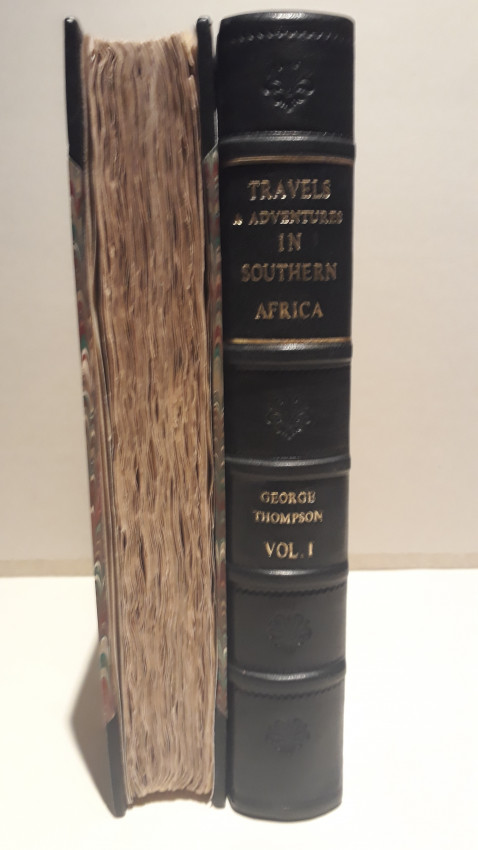 TRAVELS
& ADVENTURES
IN
SOUTHERN
AFRICA
GEORGE
THOMPSON
VOL. I